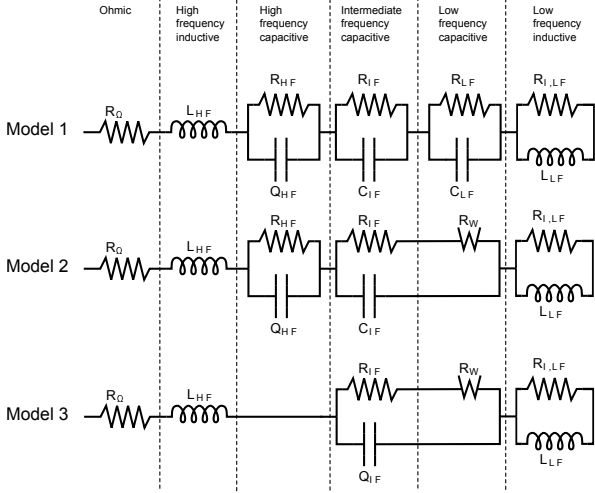 Ohmic
High
frequency
inductive
High
frequency
capacitive
Intermediate
frequency
capacitive
Low
frequency
capacitive
Low
frequency
inductive
Model 1
RΩ
LHF
RHF
QHF
RIF
CIF
RLF
CLF
RI,LF
LLF
Model 2
RΩ
LHF
RHF
QHF
RIF
RW
CIF
RI,LF
LLF
Model 3
RΩ
LHF
RIF
RW
QIF
RI,LF
LLF